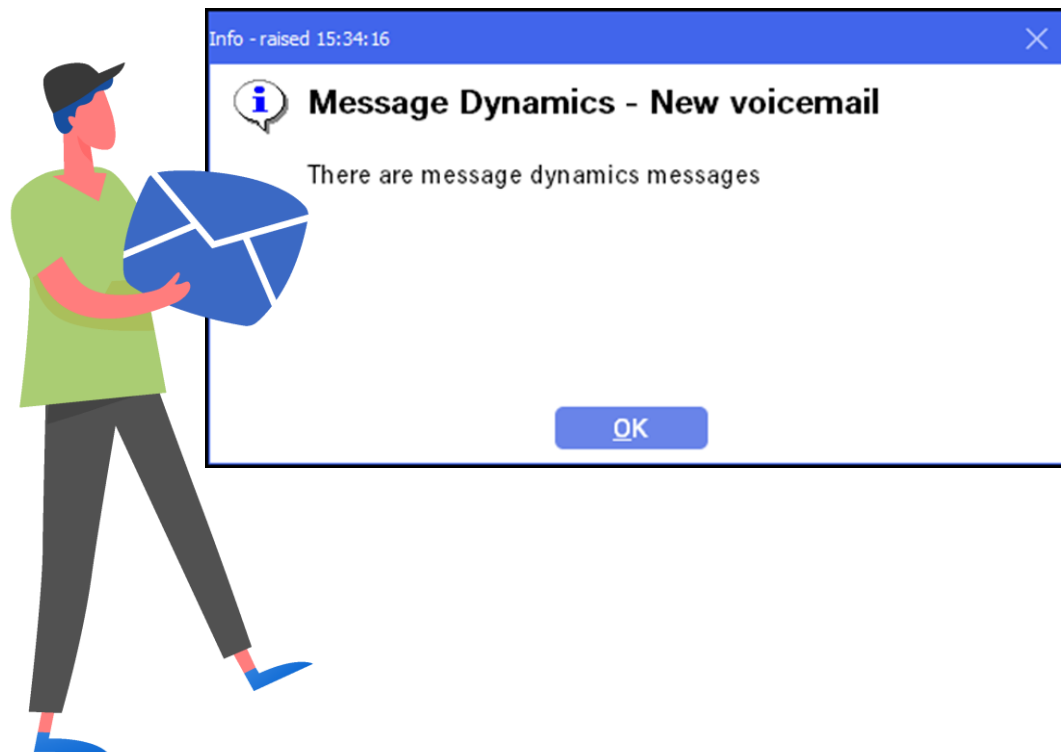 Info - raised 15:34:16
Message Dynamics - New voicemail
There are message dynamics messages
OK